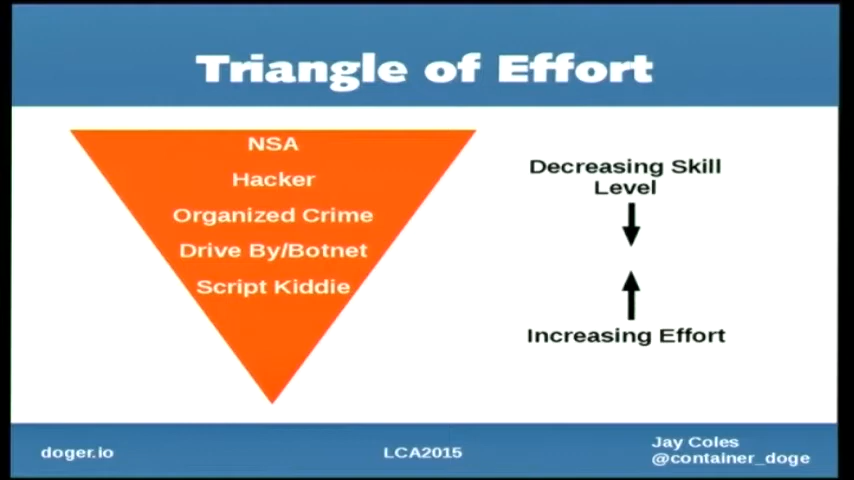 Triangle of Effort
NSA
Hacker
Organized Crime
Drive By/Botnet
Script Kiddie
Decreasing Skill
Level
Increasing Effort
doger.io
LCA2015
Jay Coles
@container_doge